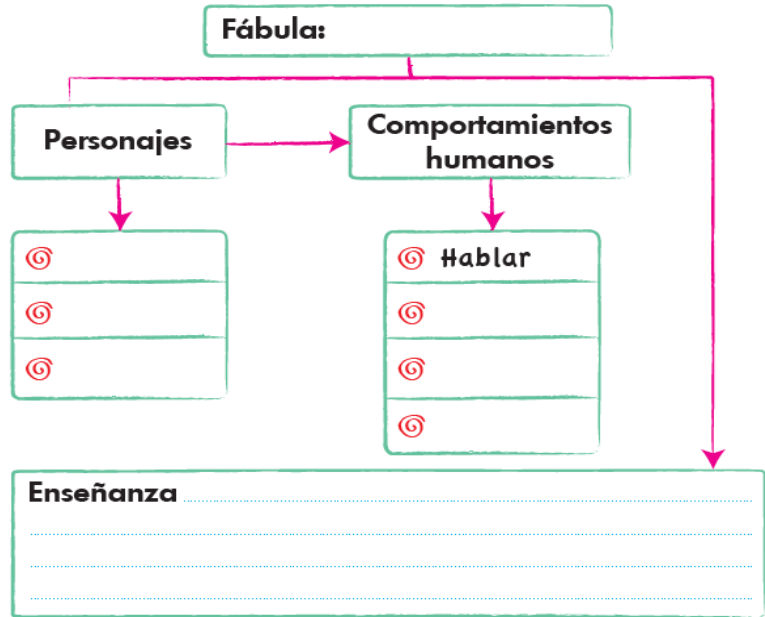 Fábula:
Personajes
Comportamientos
humanos
Hablar
Enseñanza